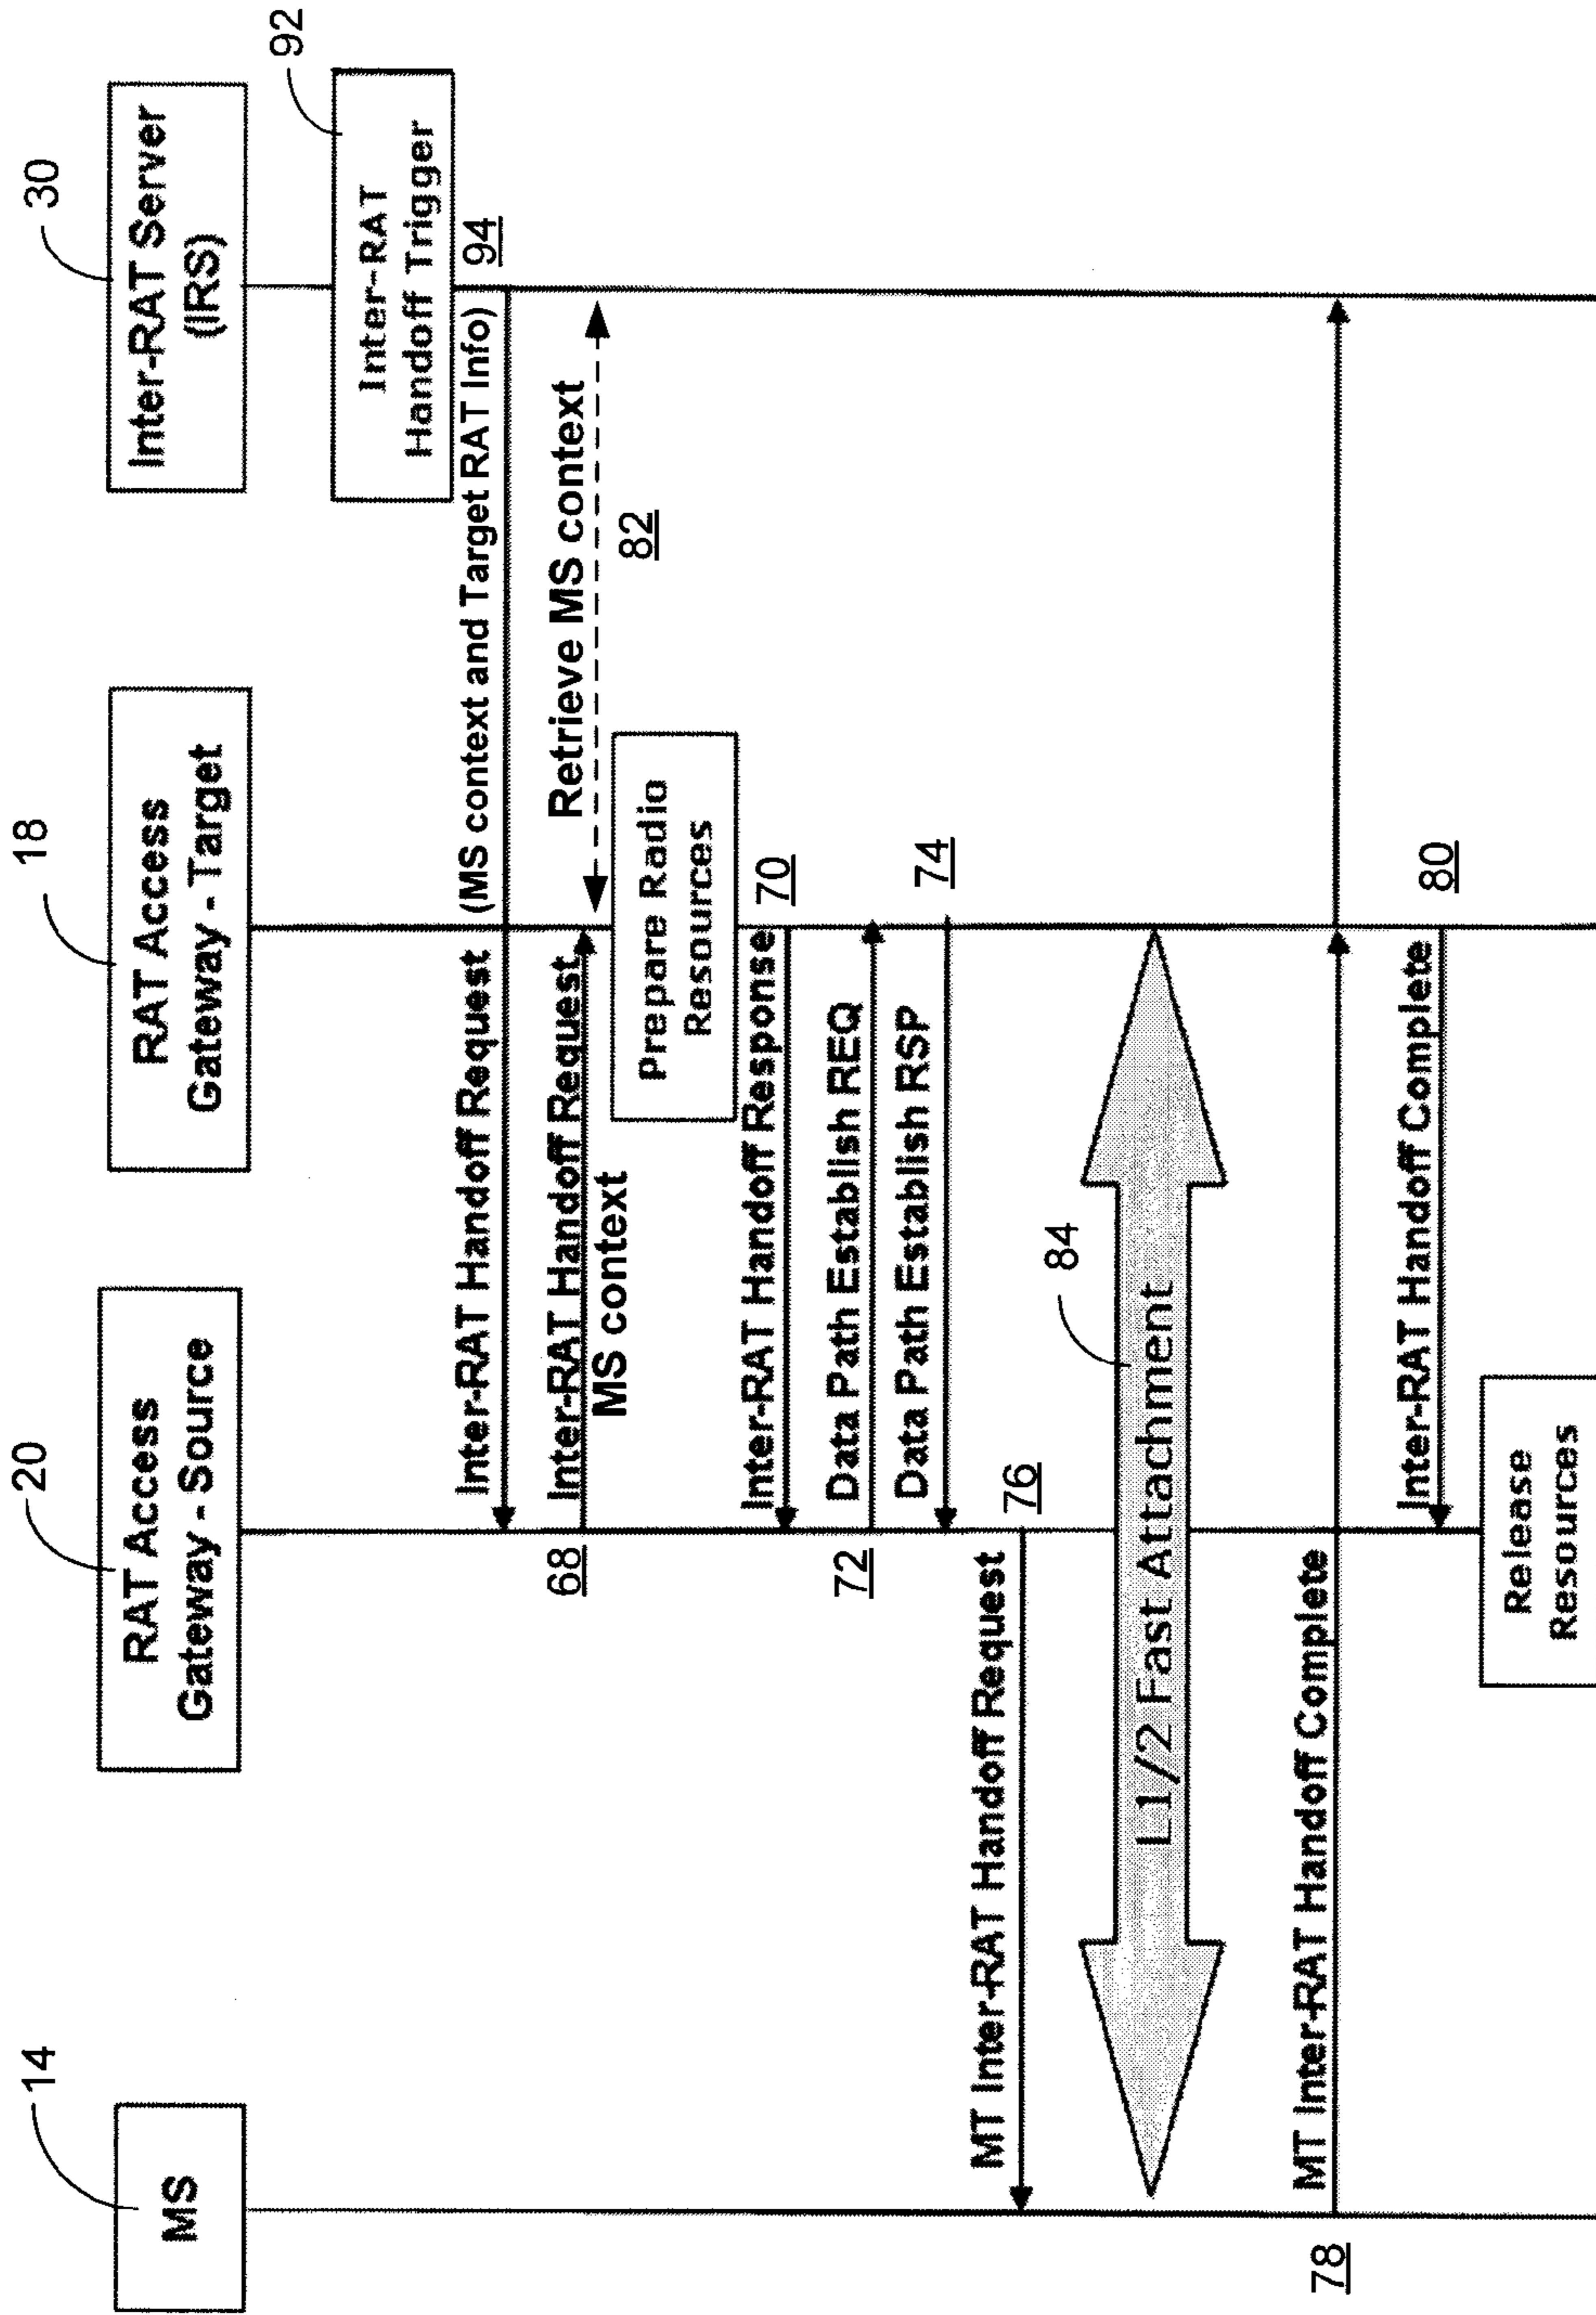 14
MS
20
RAT Access
Gateway - Source
18
RAT Access
Gateway - Target
30
Inter-RAT Server
(IRS)
92
Inter-RAT
Handoff Trigger
94
Inter-RAT Handoff Request
(MS context and Target RAT Info)
68
Inter-RAT Handoff Request
MS context
Retrieve MS context
82
Prepare Radio
Resources
70
Inter-RAT Handoff Response
72
Data Path Establish REQ
74
Data Path Establish RSP
76
MT Inter-RAT Handoff Request
84
L1/2 Fast Attachment
78
MT Inter-RAT Handoff Complete
80
Inter-RAT Handoff Complete
Release
Resources